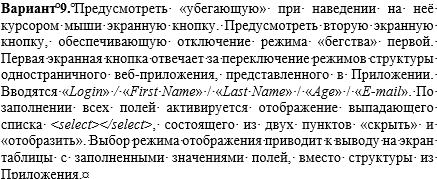 Вариант°9.·Предусмотреть· «убегающую»· при· наведении· на· неё·
курсором·мыши·экранную·кнопку.·Предусмотреть·вторую·экранную·
кнопку,· обеспечивающую· отключение· режима· «бегства»· первой.·
Первая·экранная·кнопка·отвечает·за·переключение·режимов·структуры·
одностраничного· веб-приложения,· представленного· в· Приложении.·
Вводятся·«Login»·/·«First·Name»·/·«Last·Name»·/·«Age»·/·«E-mail».·По·
заполнении· всех· полей· активируется· отображение· выпадающего·
списка· <select></select>,· состоящего· из· двух· пунктов· «скрыть»· и·
«отобразить».·Выбор·режима·отображения·приводит·к·выводу·на·экран·
таблицы· с· заполненными· значениями· полей,· вместо· структуры· из·
Приложения.¤